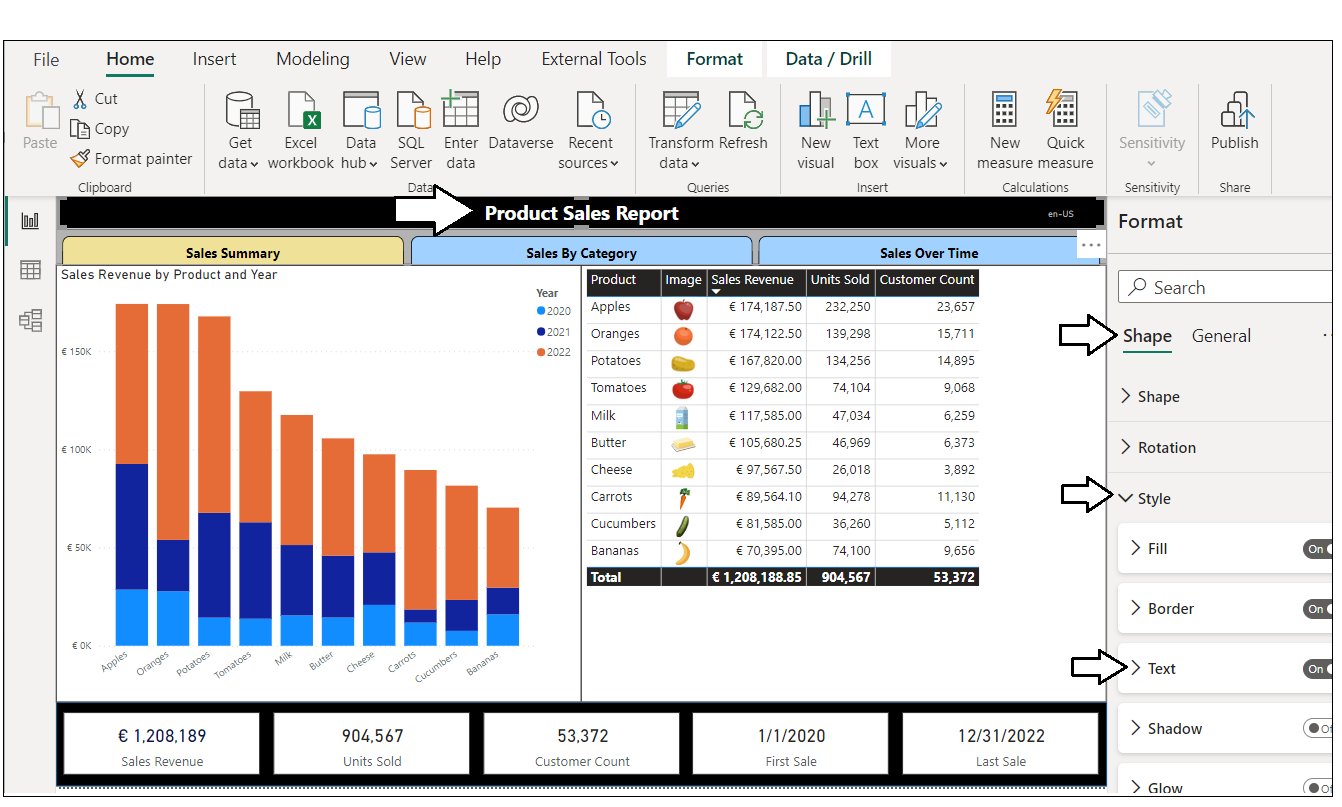 File Home Insert Modeling View Help External Tools Format Data / Drill
Paste
Cut
Copy
Format painter
Clipboard
Get data
Excel workbook
Data hub
SQL Server
Enter data
Dataverse
Recent sources
Data
Transform data
Refresh
Queries
New visual
Text box
More visuals
Insert
New measure
Quick measure
Calculations
Sensitivity
Sensitivity
Publish
Share
Product Sales Report
en-US
Sales Summary
Sales By Category
Sales Over Time
Sales Revenue by Product and Year
Year
2020
2021
2022
€ 150K
€ 100K
€ 50K
€ 0K
Apples
Oranges
Potatoes
Tomatoes
Milk
Butter
Cheese
Carrots
Cucumbers
Bananas
Product Image Sales Revenue Units Sold Customer Count
Apples € 174,187.50 232,250 23,657
Oranges € 174,122.50 139,298 15,711
Potatoes € 167,820.00 134,256 14,895
Tomatoes € 129,682.00 74,104 9,068
Milk € 117,585.00 47,034 6,259
Butter € 105,680.25 46,969 6,373
Cheese € 97,567.50 26,018 3,892
Carrots € 89,564.10 94,278 11,130
Cucumbers € 81,585.00 36,260 5,112
Bananas € 70,395.00 74,100 9,656
Total € 1,208,188.85 904,567 53,372
€ 1,208,189
Sales Revenue
904,567
Units Sold
53,372
Customer Count
1/1/2020
First Sale
12/31/2022
Last Sale
Format
Search
Shape General
Shape
Rotation
Style
Fill On
Border On
Text On
Shadow
Glow